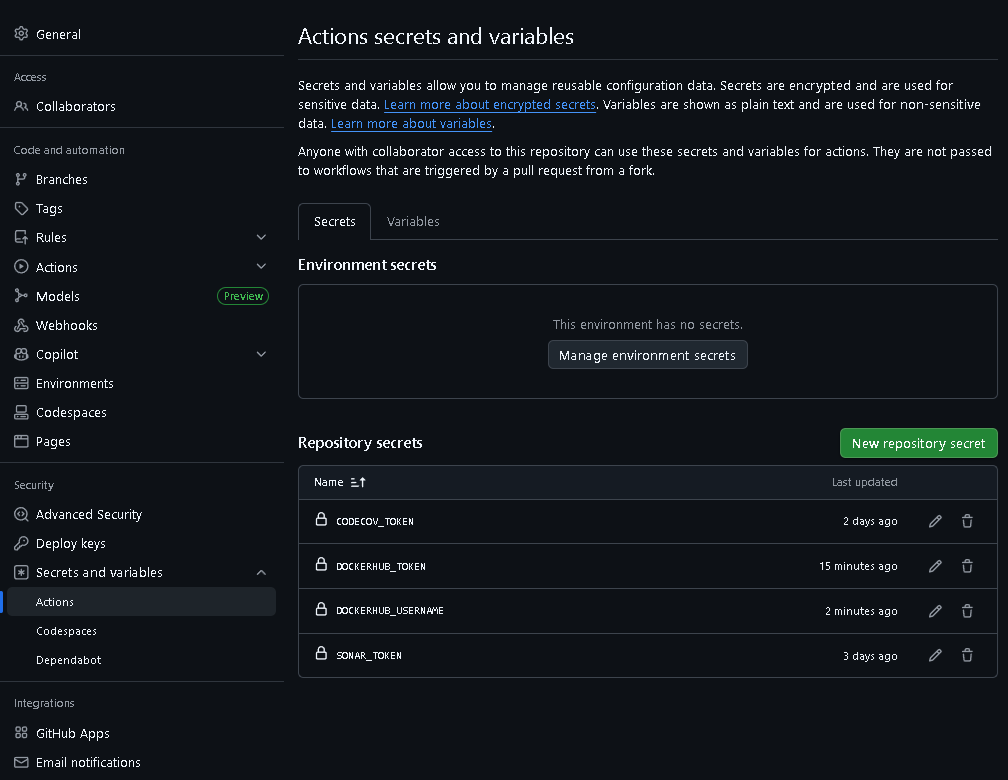 General
Access
Collaborators
Code and automation
Branches
Tags
Rules
Actions
Models Preview
Webhooks
Copilot
Environments
Codespaces
Pages
Security
Advanced Security
Deploy keys
Secrets and variables
Actions
Codespaces
Dependabot
Integrations
GitHub Apps
Email notifications
Actions secrets and variables
Secrets and variables allow you to manage reusable configuration data. Secrets are encrypted and are used for
sensitive data. Learn more about encrypted secrets. Variables are shown as plain text and are used for non-sensitive
data. Learn more about variables.
Anyone with collaborator access to this repository can use these secrets and variables for actions. They are not passed
to workflows that are triggered by a pull request from a fork.
Secrets Variables
Environment secrets
This environment has no secrets.
Manage environment secrets
Repository secrets New repository secret
Name Last updated
CODECOV_TOKEN 2 days ago
DOCKERHUB_TOKEN 15 minutes ago
DOCKERHUB_USERNAME 2 minutes ago
SONAR_TOKEN 3 days ago